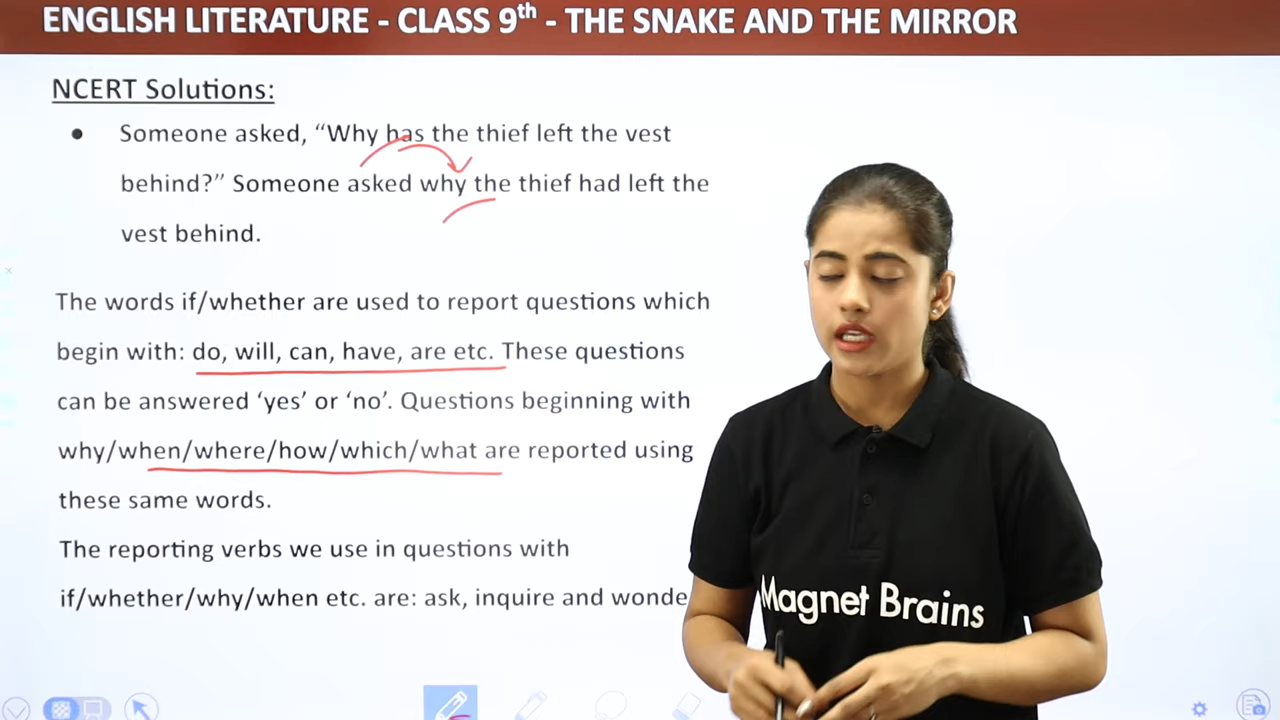 ENGLISH LITERATURE - CLASS 9th - THE SNAKE AND THE MIRROR
NCERT Solutions:
● Someone asked, “Why has the thief left the vest
behind?” Someone asked why the thief had left the
vest behind.
The words if/whether are used to report questions which
begin with: do, will, can, have, are etc. These questions
can be answered ‘yes’ or ‘no’. Questions beginning with
why/when/where/how/which/what are reported using
these same words.
The reporting verbs we use in questions with
if/whether/why/when etc. are: ask, inquire and wonde
Magnet Brains